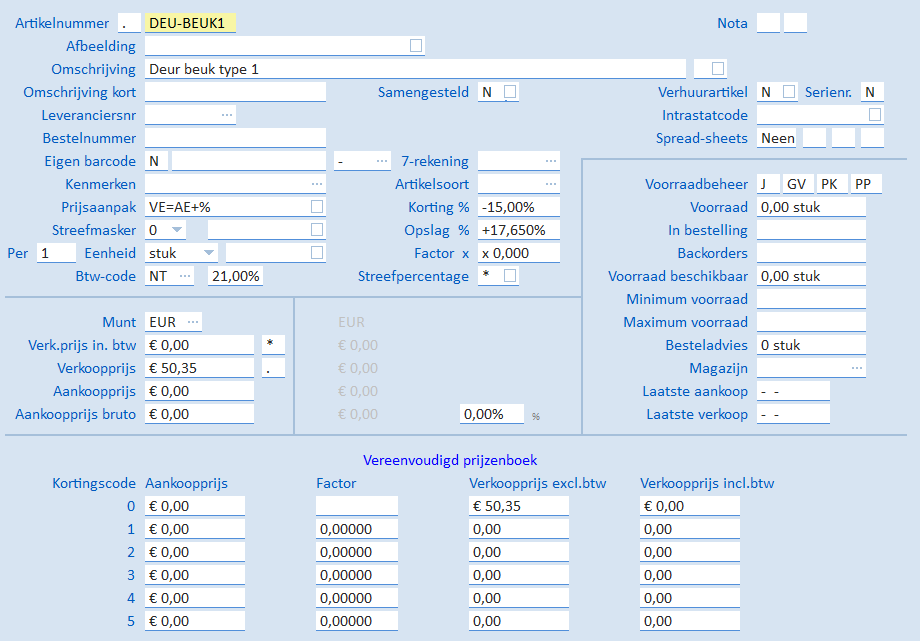 Artikelnummer . DEU-BEUK1 Nota
Afbeelding
Omschrijving Deur beuk type 1
Omschrijving kort Samengesteld N Verhuurartikel N Serienr. N
Leveranciersnr ... Intrastatcode
Bestelnummer Spread-sheets Neen
Eigen barcode N - ... 7-rekening ...
Kenmerken ... Artikelsoort ... Voorraadbeheer J GV PK PP
Prijsaanpak VE=AE+% Korting % -15,00% Voorraad 0,00 stuk
Streefmasker 0 Opslag % +17,650% In bestelling
Per 1 Eenheid stuk Factor x x 0,000 Backorders
Btw-code NT ... 21,00% Streefpercentage * Voorraad beschikbaar 0,00 stuk
Minimum voorraad
Munt EUR ... EUR Maximum voorraad
Verk.prijs in. btw € 0,00 * € 0,00 Besteladvies 0 stuk
Verkoopprijs € 50,35 . € 0,00 Magazijn ...
Aankoopprijs € 0,00 € 0,00 Laatste aankoop - -
Aankoopprijs bruto € 0,00 € 0,00 0,00% % Laatste verkoop - -
Vereenvoudigd prijzenboek
Kortingscode Aankoopprijs Factor Verkoopprijs excl.btw Verkoopprijs incl.btw
0 € 0,00 € 50,35 € 0,00
1 € 0,00 0,00000 0,00 0,00
2 € 0,00 0,00000 0,00 0,00
3 € 0,00 0,00000 0,00 0,00
4 € 0,00 0,00000 0,00 0,00
5 € 0,00 0,00000 0,00 0,00